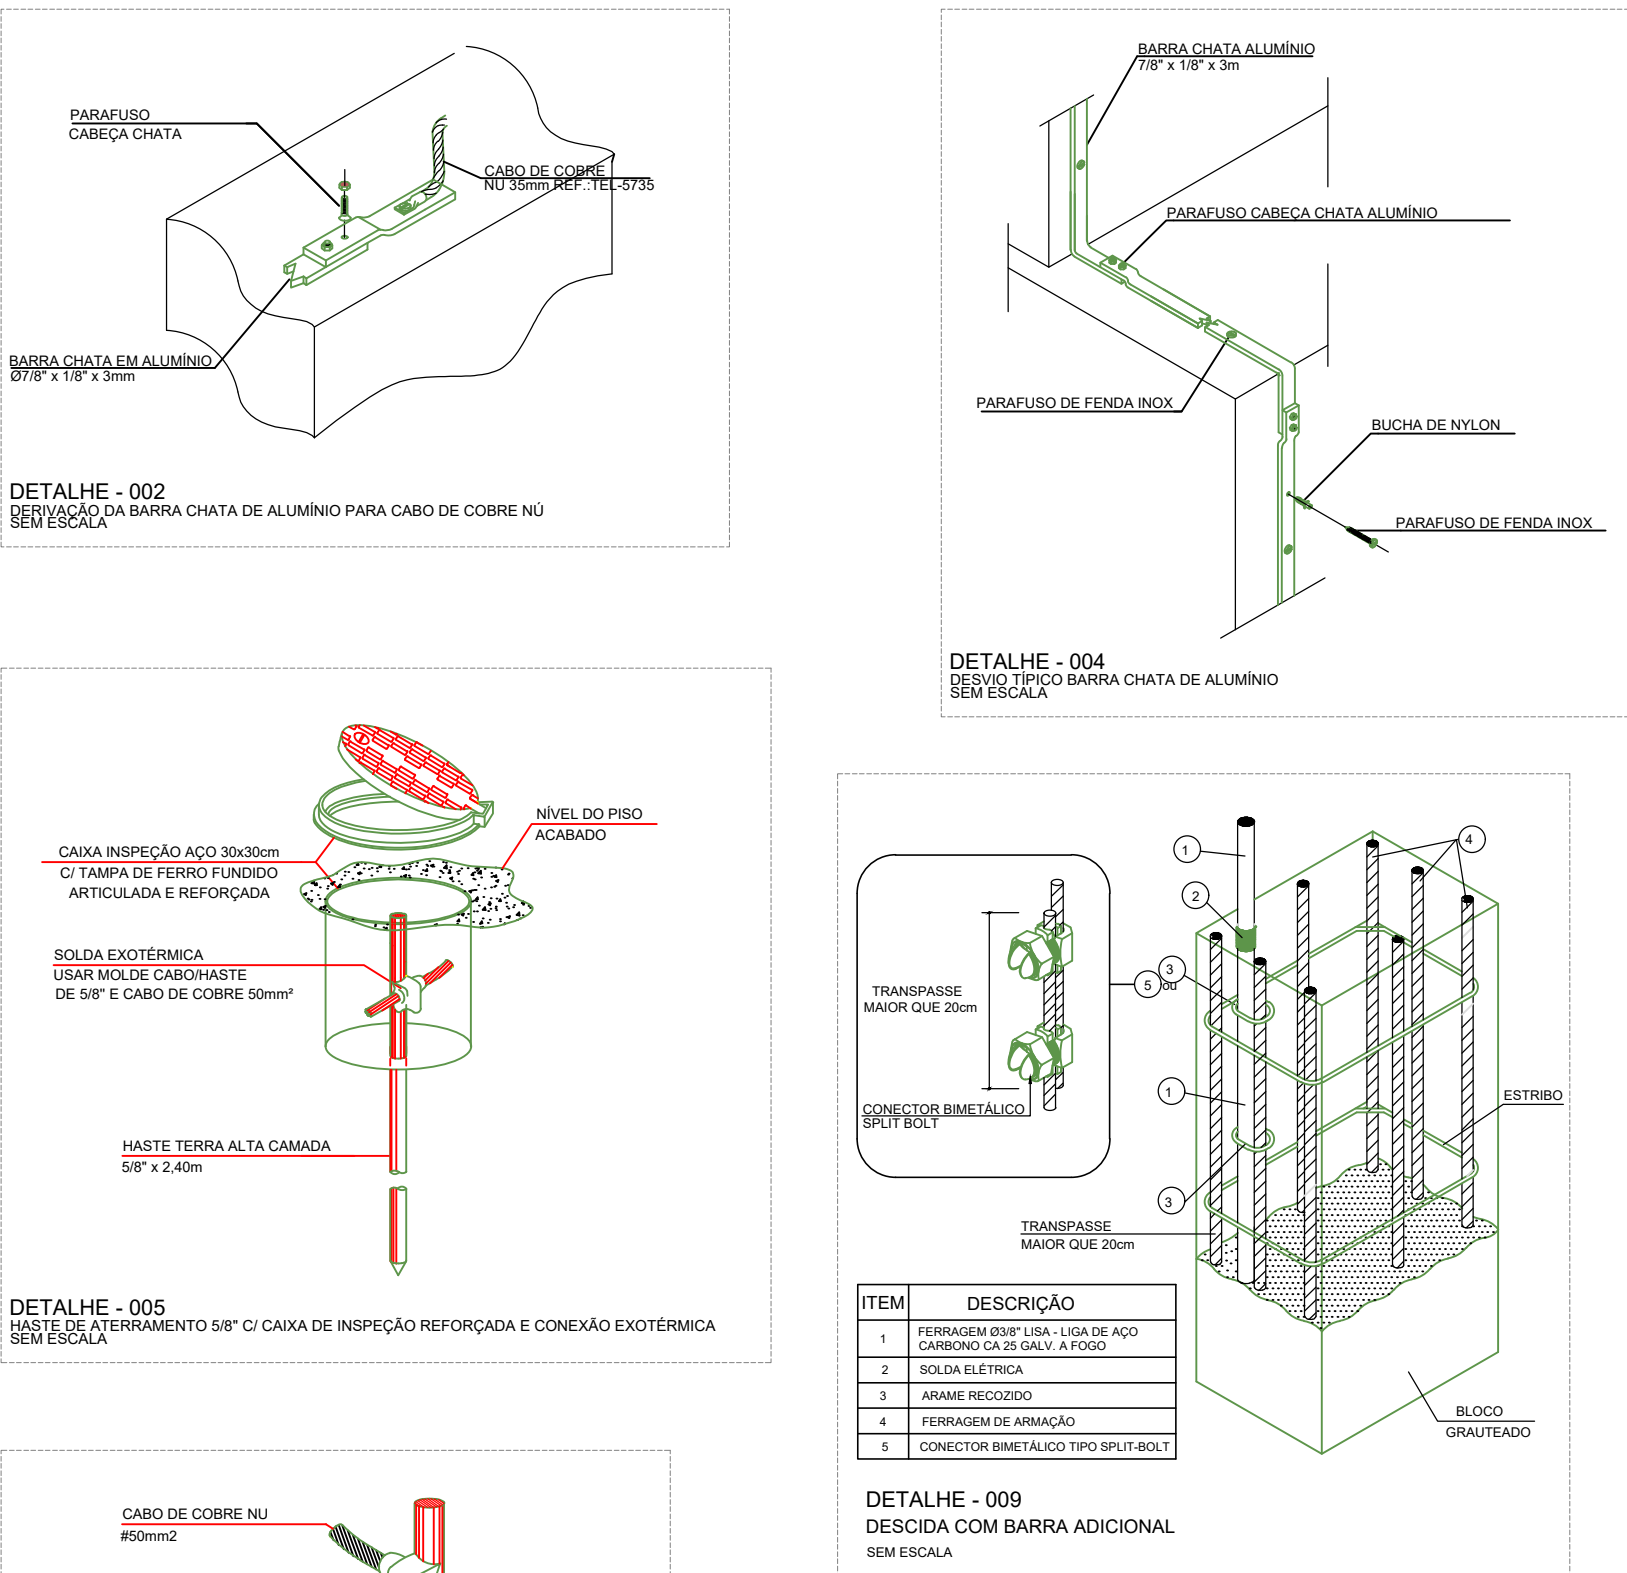 PARAFUSO
CABEÇA CHATA
CABO DE COBRE
NU 35mm REF.:TEL-5735
BARRA CHATA EM ALUMÍNIO
Ø7/8" x 1/8" x 3mm
DETALHE - 002
DERIVAÇÃO DA BARRA CHATA DE ALUMÍNIO PARA CABO DE COBRE NÚ
SEM ESCALA
BARRA CHATA ALUMÍNIO
7/8" x 1/8" x 3m
PARAFUSO CABEÇA CHATA ALUMÍNIO
PARAFUSO DE FENDA INOX
BUCHA DE NYLON
PARAFUSO DE FENDA INOX
DETALHE - 004
DESVIO TÍPICO BARRA CHATA DE ALUMÍNIO
SEM ESCALA
NÍVEL DO PISO
ACABADO
CAIXA INSPEÇÃO AÇO 30x30cm
C/ TAMPA DE FERRO FUNDIDO
ARTICULADA E REFORÇADA
SOLDA EXOTÉRMICA
USAR MOLDE CABO/HASTE
DE 5/8" E CABO DE COBRE 50mm²
HASTE TERRA ALTA CAMADA
5/8" x 2,40m
DETALHE - 005
HASTE DE ATERRAMENTO 5/8" C/ CAIXA DE INSPEÇÃO REFORÇADA E CONEXÃO EXOTÉRMICA
SEM ESCALA
CABO DE COBRE NU
#50mm2
1
4
2
3
5 ou
TRANSPASSE
MAIOR QUE 20cm
CONECTOR BIMETÁLICO
SPLIT BOLT
1
ESTRIBO
3
TRANSPASSE
MAIOR QUE 20cm
BLOCO
GRAUTEADO
ITEM DESCRIÇÃO
1 FERRAGEM Ø3/8" LISA - LIGA DE AÇO
CARBONO CA 25 GALV. A FOGO
2 SOLDA ELÉTRICA
3 ARAME RECOZIDO
4 FERRAGEM DE ARMAÇÃO
5 CONECTOR BIMETÁLICO TIPO SPLIT-BOLT
DETALHE - 009
DESCIDA COM BARRA ADICIONAL
SEM ESCALA